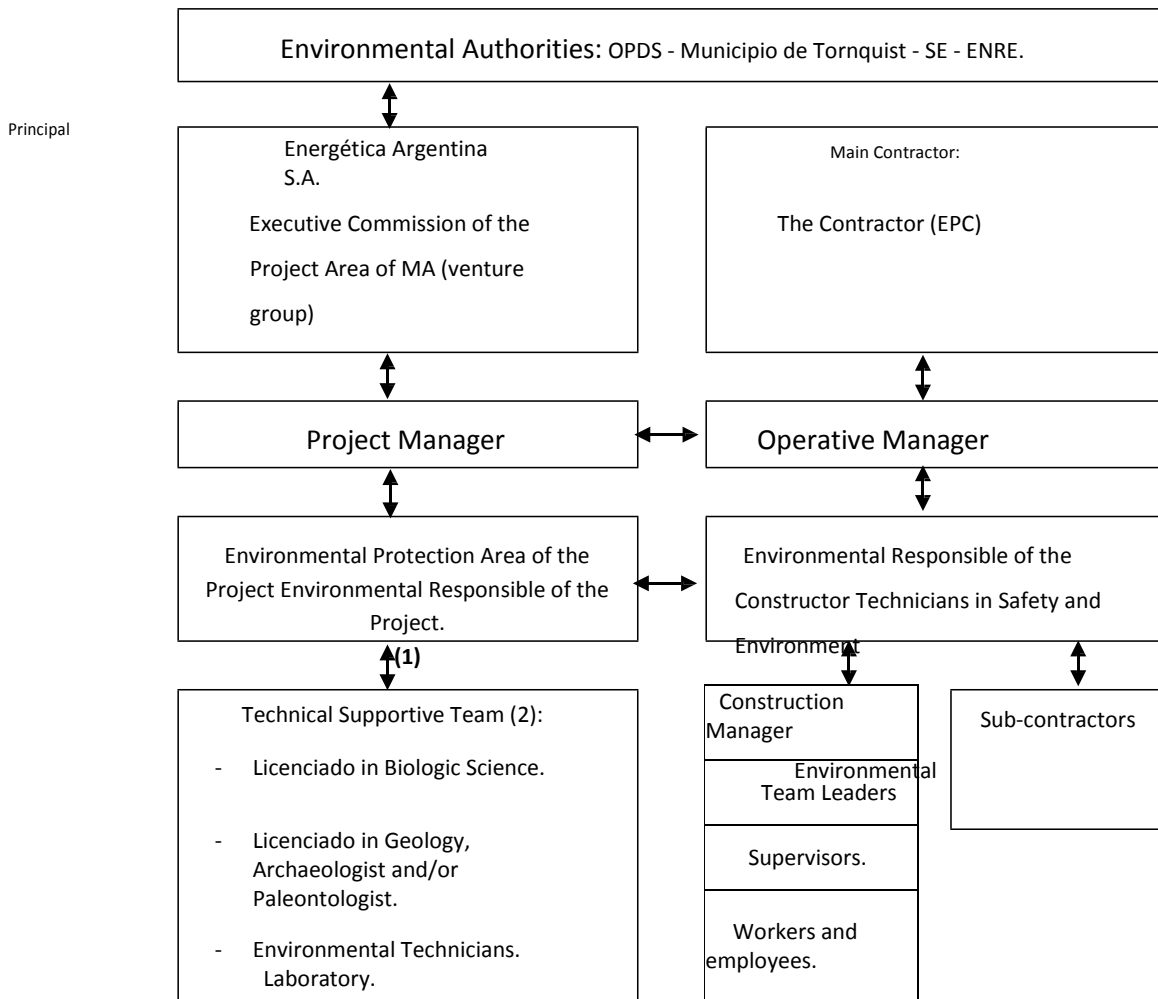 Environmental Authorities: OPDS - Municipio de Tornquist - SE - ENRE.
Principal
Energética Argentina
S.A.
Executive Commission of the
Project Area of MA (venture
group)
Main Contractor:
The Contractor (EPC)
Project Manager
Operative Manager
Environmental Protection Area of the
Project Environmental Responsible of the
Project.
(1)
Environmental Responsible of the
Constructor Technicians in Safety and
Environment
Technical Supportive Team (2):
- Licenciado in Biologic Science.
- Licenciado in Geology,
Archaeologist and/or
Paleontologist.
- Environmental Technicians.
Laboratory.
Construction
Manager
Environmental
Team Leaders
Supervisors.
Workers and
employees.
Sub-contractors